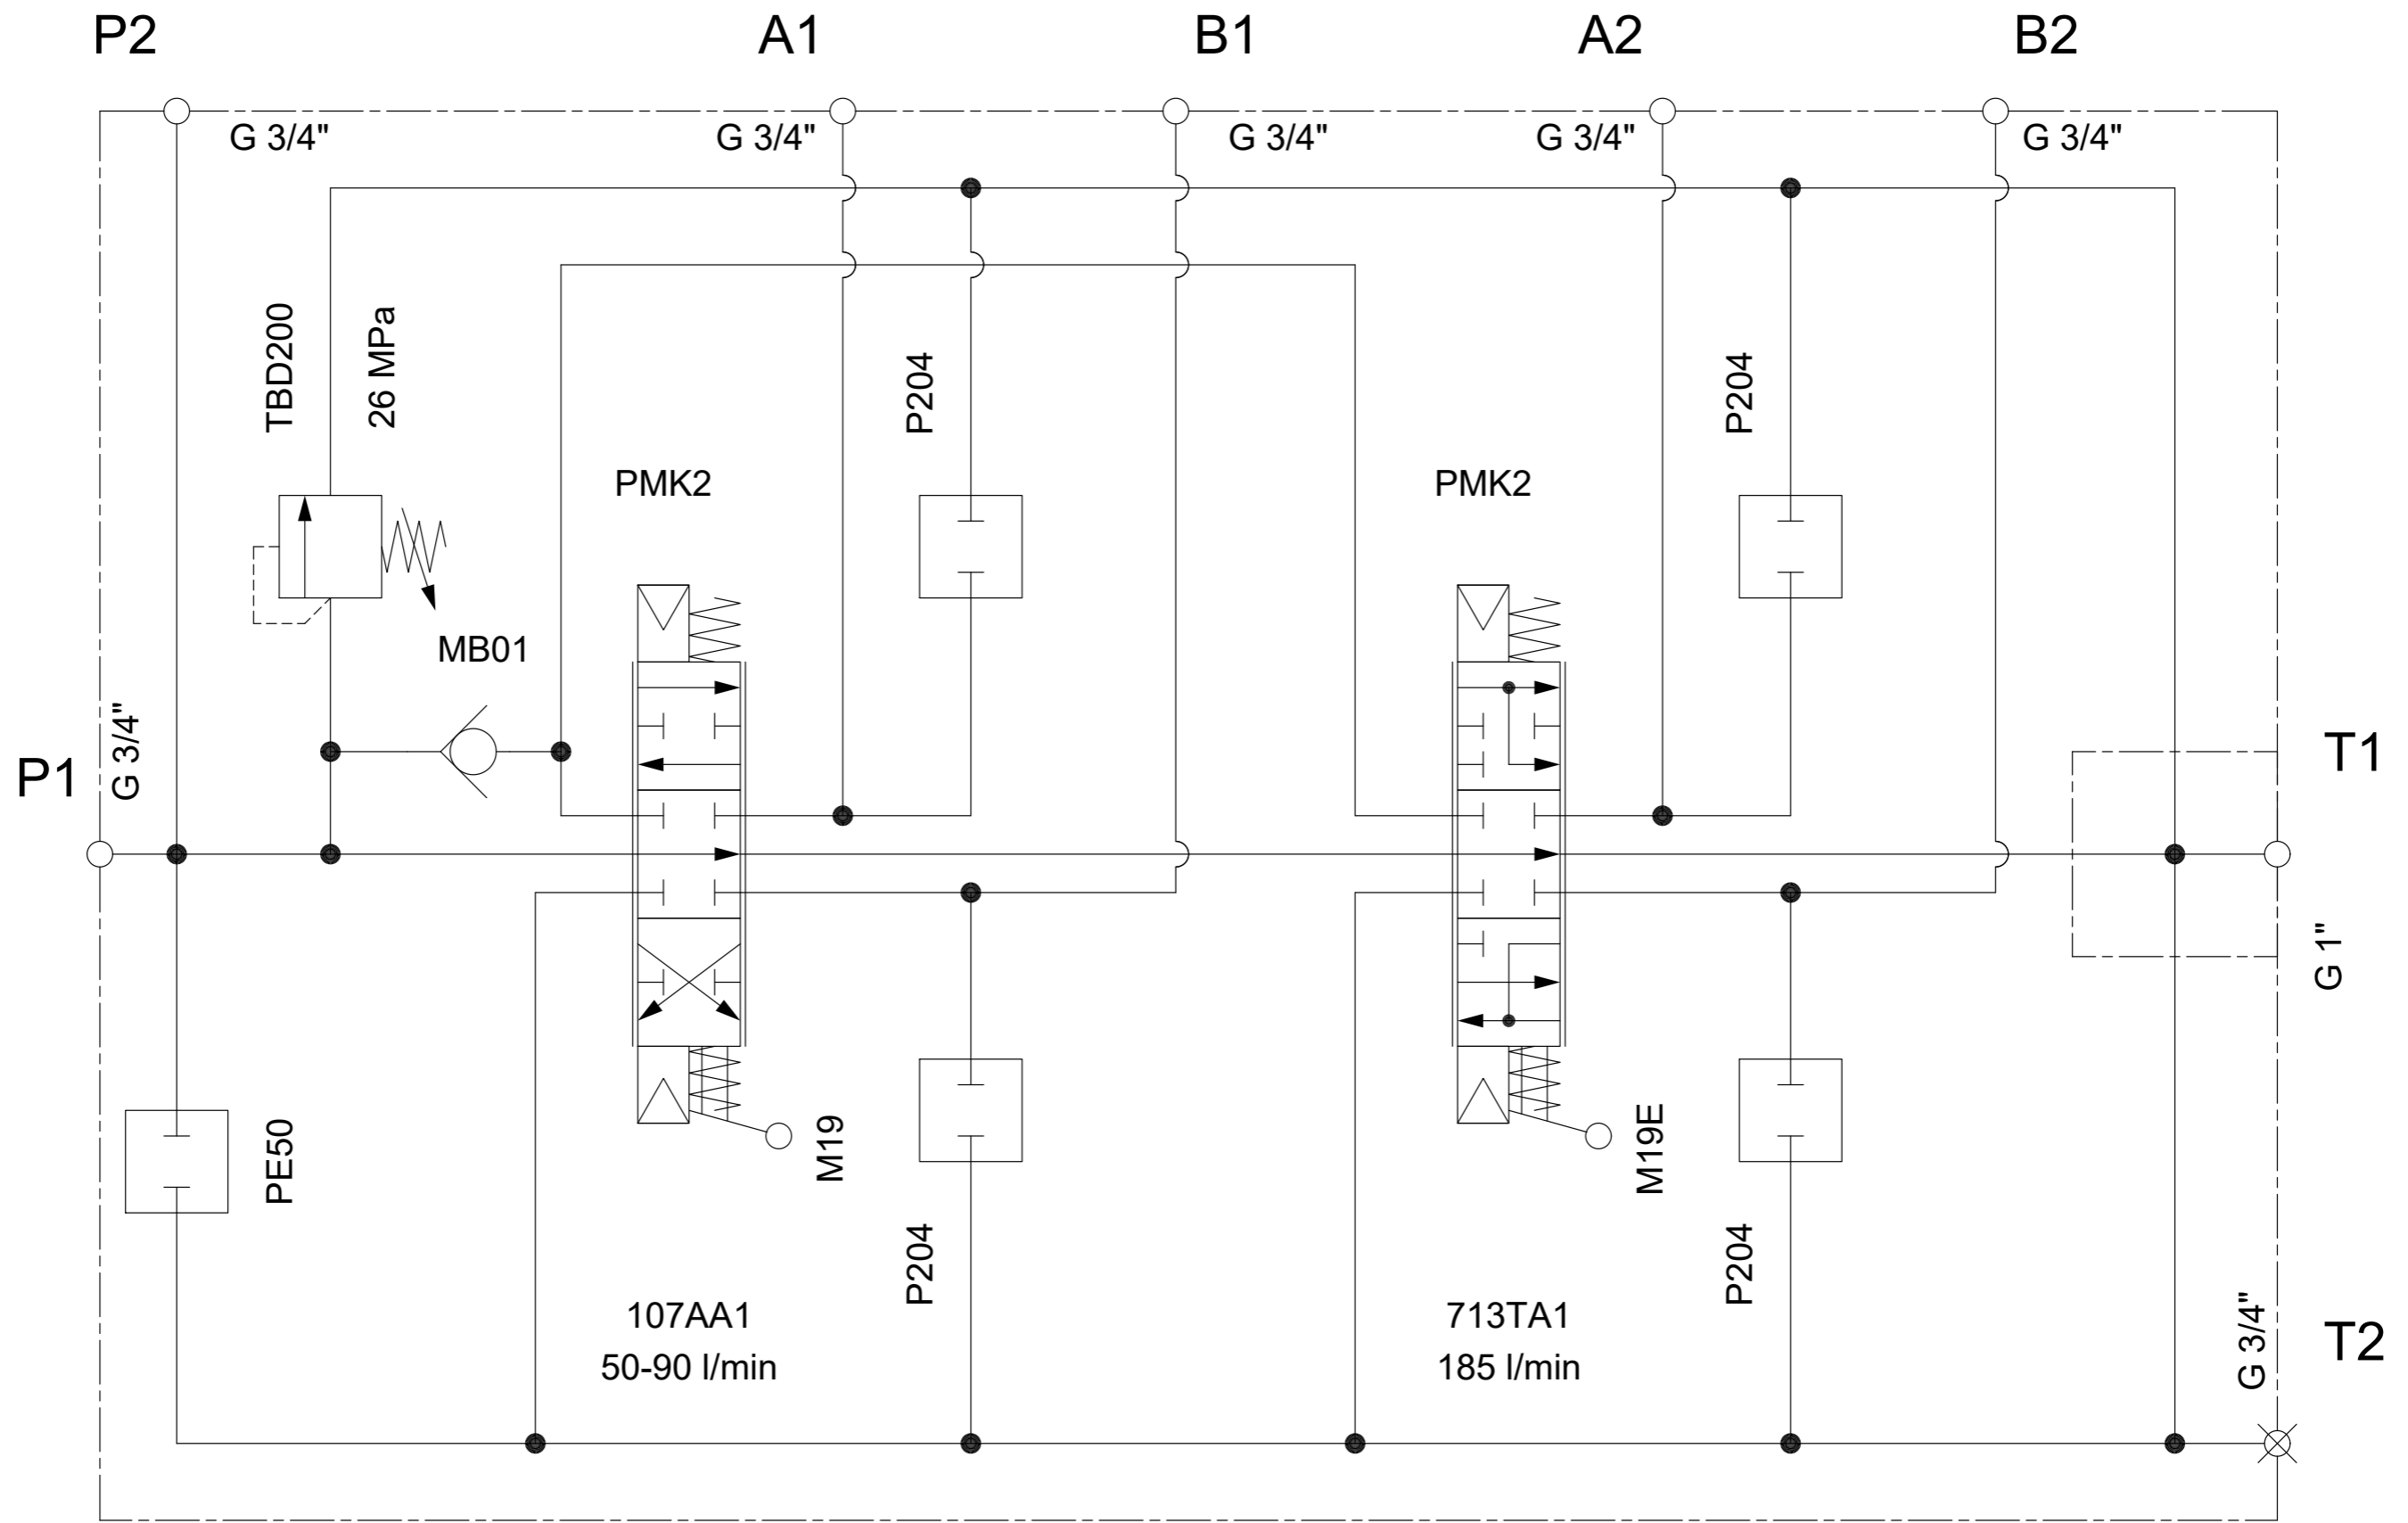 P2
A1
B1
A2
B2
G 3/4"
G 3/4"
G 3/4"
G 3/4"
G 3/4"
TBD200
26 MPa
P204
P204
PMK2
PMK2
MB01
P1
G 3/4"
T1
G 1"
PE50
M19
M19E
P204
P204
107AA1
50-90 l/min
713TA1
185 l/min
G 3/4"
T2